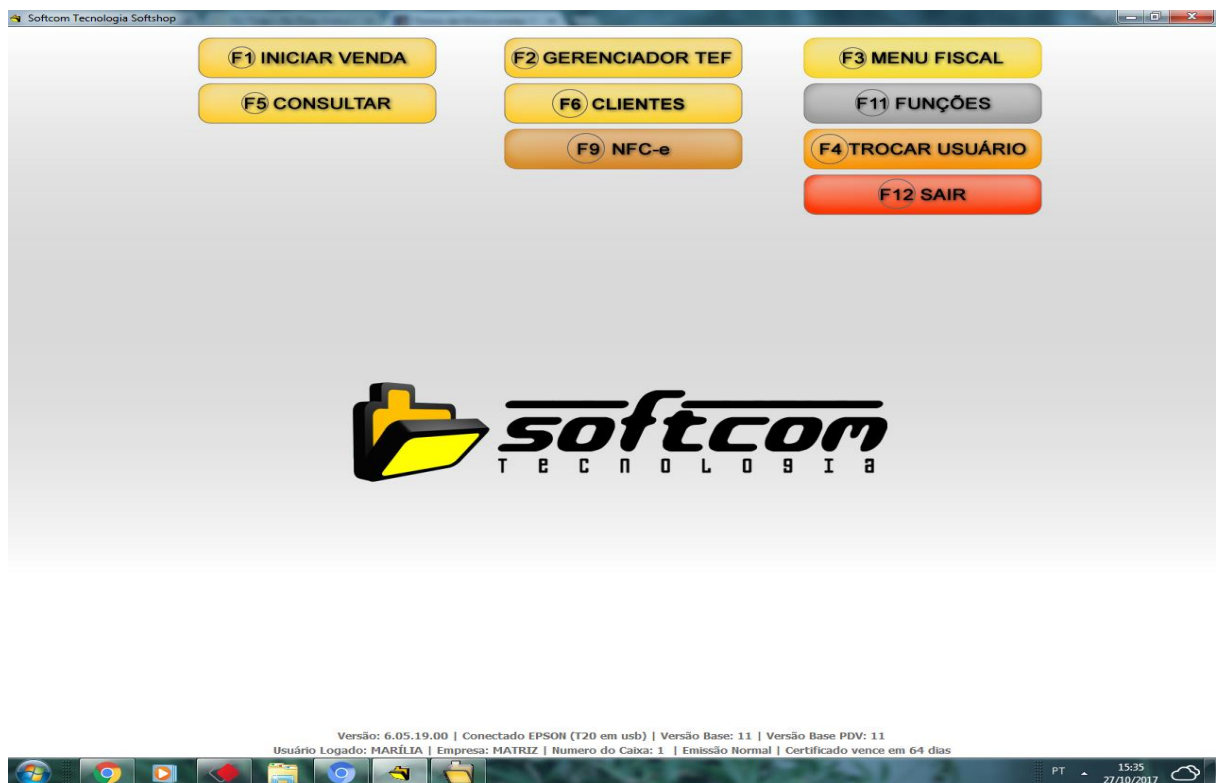 Softcom Tecnologia Softshop
F1 INICIAR VENDA
F2 GERENCIADOR TEF
F3 MENU FISCAL
F5 CONSULTAR
F6 CLIENTES
F11 FUNÇÕES
F9 NFC-e
F4 TROCAR USUÁRIO
F12 SAIR
softcom
TECNOLOGIA
Versão: 6.05.19.00 | Conectado EPSON (T20 em usb) | Versão Base: 11 | Versão Base PDV: 11
Usuário Logado: MARÍLIA | Empresa: MATRIZ | Numero do Caixa: 1 | Emissão Normal | Certificado vence em 64 dias
PT
15:35
27/10/2017